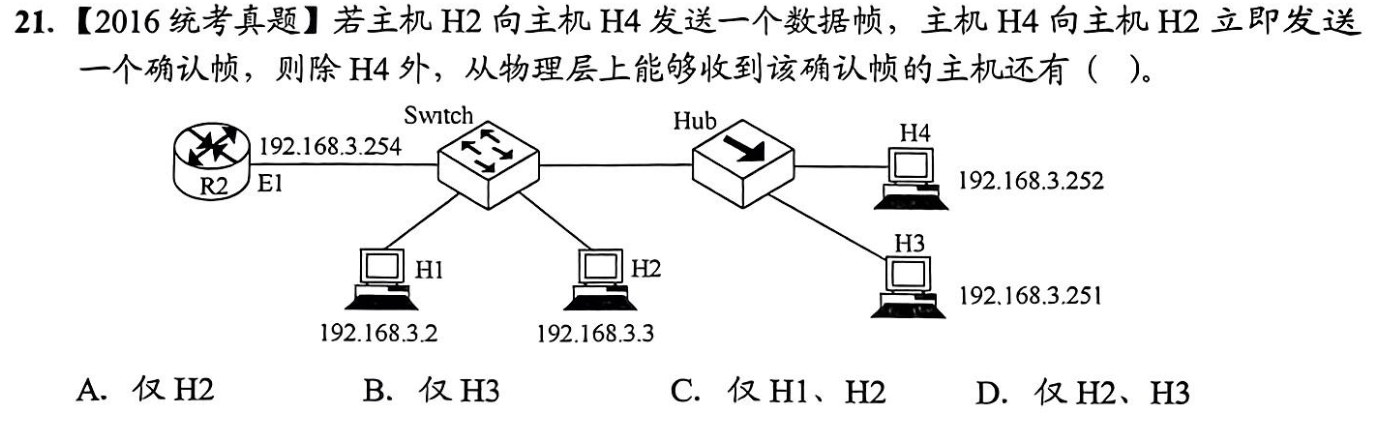 21.【2016 统考真题】若主机 H2 向主机 H4 发送一个数据帧，主机 H4 向主机 H2 立即发送
一个确认帧，则除 H4 外，从物理层上能够收到该确认帧的主机还有（　）。
Switch
Hub
H4
192.168.3.254
R2
E1
192.168.3.252
H3
H1
H2
192.168.3.251
192.168.3.2
192.168.3.3
A. 仅 H2
B. 仅 H3
C. 仅 H1、H2
D. 仅 H2、H3